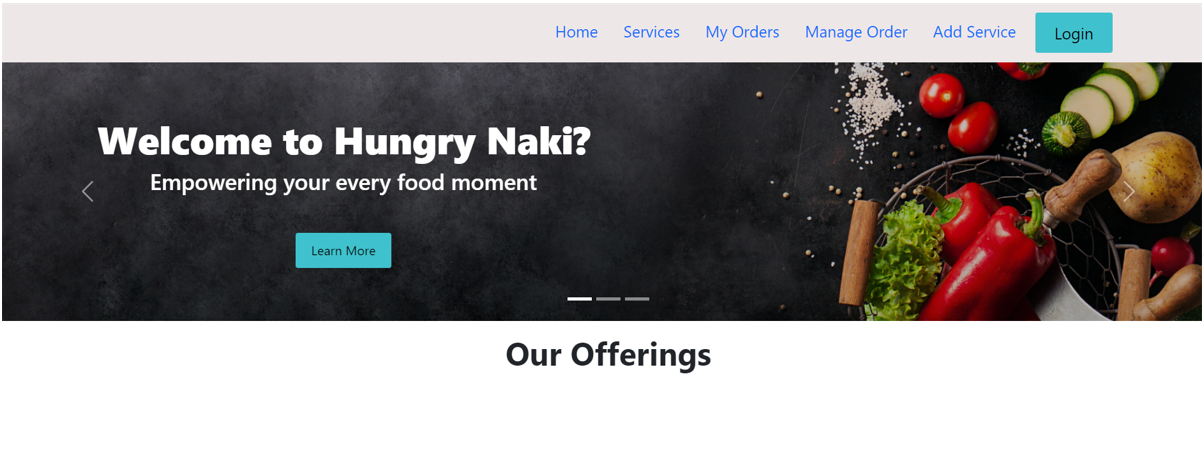 Home Services My Orders Manage Order Add Service Login
Welcome to Hungry Naki?
Empowering your every food moment
Learn More
Our Offerings